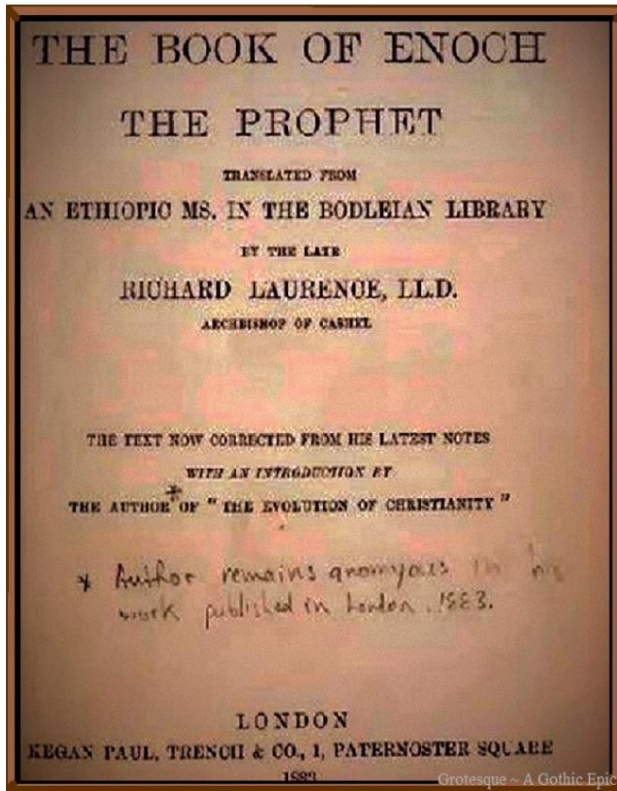 THE BOOK OF ENOCH
THE PROPHET
TRANSLATED FROM
AN ETHIOPIC MS. IN THE BODLEIAN LIBRARY
BY THE LATE
RICHARD LAURENCE, LL.D.
ARCHBISHOP OF CASHEL
THE TEXT NOW CORRECTED FROM HIS LATEST NOTES
WITH AN INTRODUCTION BY
THE AUTHOR * OF "THE EVOLUTION OF CHRISTIANITY"
* Author remains anomyous in his
work published in London. 1883.
LONDON
KEGAN PAUL, TRENCH & CO., 1, PATERNOSTER SQUARE
Grotesque ~ A Gothic Epic